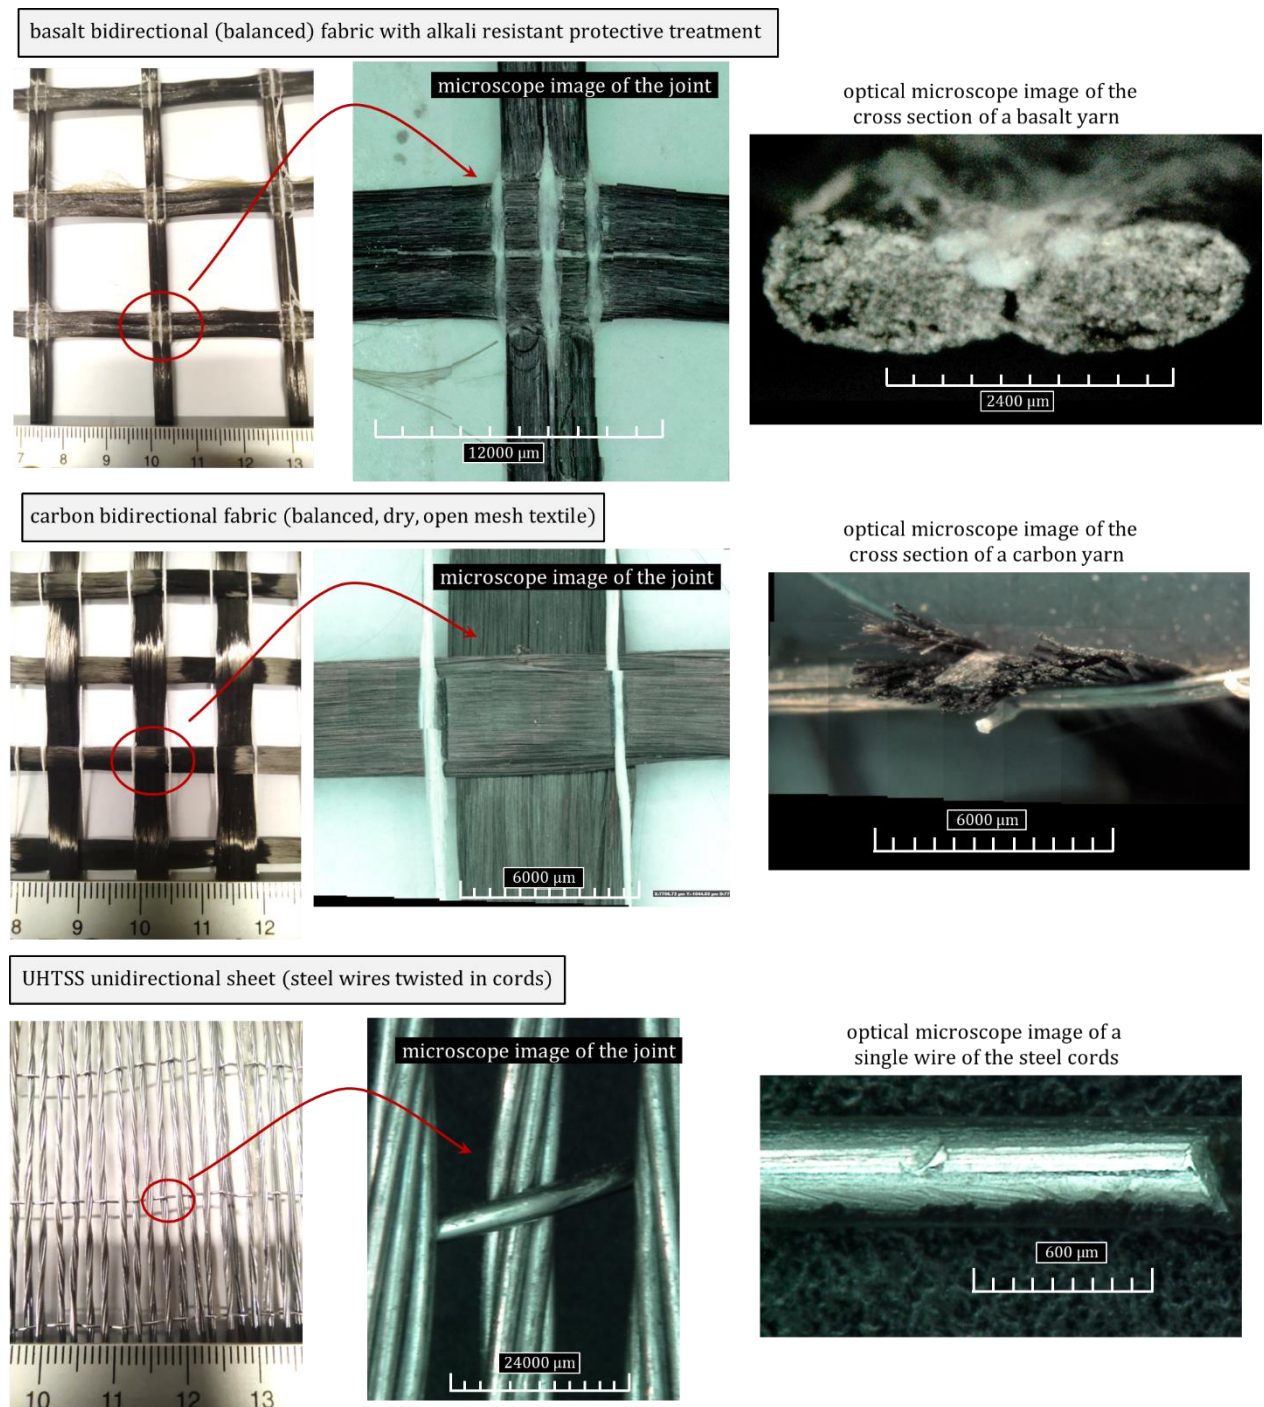 basalt bidirectional (balanced) fabric with alkali resistant protective treatment
microscope image of the joint
optical microscope image of the
cross section of a basalt yarn
12000 μm
2400 μm
7 8 9 10 11 12 13
carbon bidirectional fabric (balanced, dry, open mesh textile)
microscope image of the joint
optical microscope image of the
cross section of a carbon yarn
6000 μm
6000 μm
8 9 10 11 12
UHTSS unidirectional sheet (steel wires twisted in cords)
microscope image of the joint
optical microscope image of a
single wire of the steel cords
600 μm
24000 μm
10 11 12 13